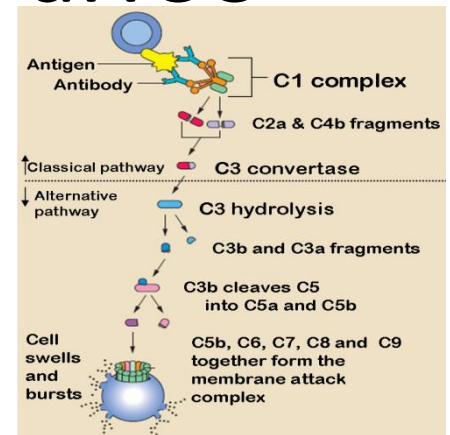 Antigen
Antibody
C1 complex
C2a & C4b fragments
Classical pathway
C3 convertase
Alternative
pathway
C3 hydrolysis
C3b and C3a fragments
C3b cleaves C5
into C5a and C5b
Cell
swells
and
bursts
C5b, C6, C7, C8 and C9
together form the
membrane attack
complex